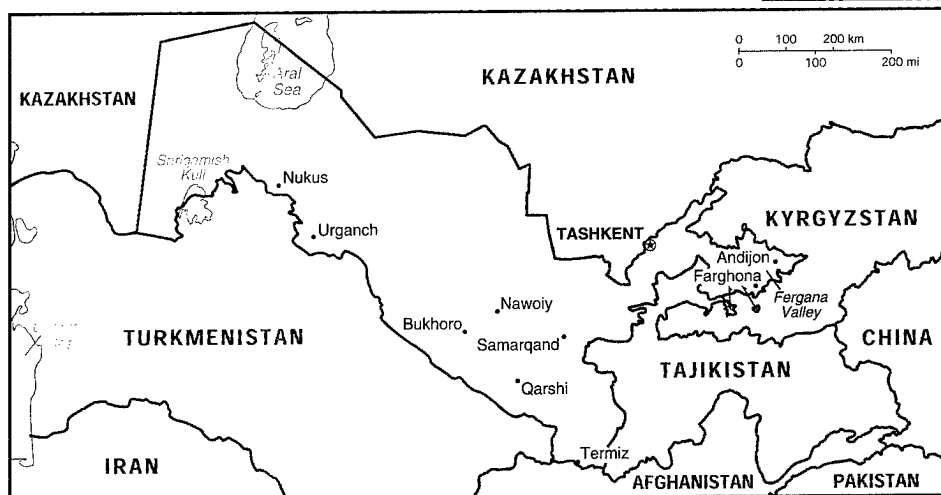 0 100 200 km
0 100 200 mi
KAZAKHSTAN
KAZAKHSTAN
Aral
Sea
Kuli
Nukus
Urganch
TASHKENT
KYRGYZSTAN
Andijon
Farghona
Fergana
Valley
Nawoiy
Bukhoro
Samarqand
TURKMENISTAN
CHINA
TAJIKISTAN
Qarshi
Termiz
IRAN
AFGHANISTAN
PAKISTAN